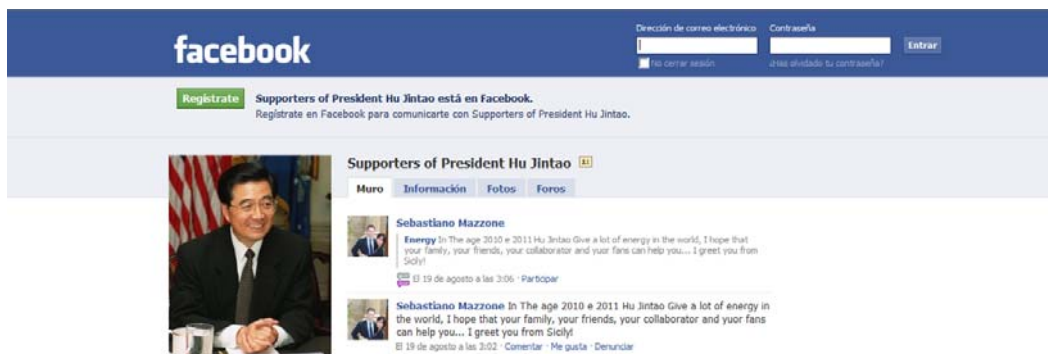 Dirección de correo electrónico Contraseña
facebook Entrar
No cerrar sesión ¿Has olvidado tu contraseña?
Regístrate Supporters of President Hu Jintao está en Facebook.
Regístrate en Facebook para comunicarte con Supporters of President Hu Jintao.
Supporters of President Hu Jintao
Muro Información Fotos Foros
Sebastiano Mazzone
Energy In The age 2010 e 2011 Hu Jintao Give a lot of energy in the world, I hope that
your family, your friends, your collaborator and yuor fans can help you... I greet you from
Sicily!
El 19 de agosto a las 3:06 · Participar
Sebastiano Mazzone In The age 2010 e 2011 Hu Jintao Give a lot of energy in
the world, I hope that your family, your friends, your collaborator and yuor fans
can help you... I greet you from Sicily!
El 19 de agosto a las 3:02 · Comentar · Me gusta · Denunciar